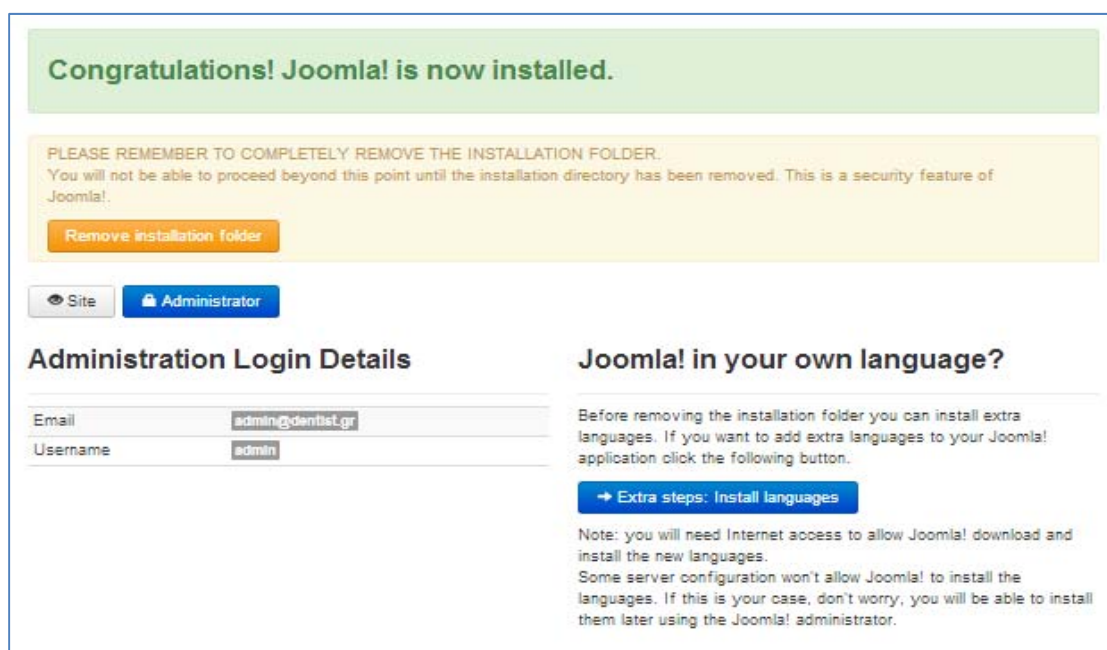 Congratulations! Joomla! is now installed.
PLEASE REMEMBER TO COMPLETELY REMOVE THE INSTALLATION FOLDER.
You will not be able to proceed beyond this point until the installation directory has been removed. This is a security feature of
Joomla!.
Remove installation folder
Site
Administrator
Administration Login Details
Email admin@dentist.gr
Username admin
Joomla! in your own language?
Before removing the installation folder you can install extra
languages. If you want to add extra languages to your Joomla!
application click the following button.
Extra steps: Install languages
Note: you will need Internet access to allow Joomla! download and
install the new languages.
Some server configuration won't allow Joomla! to install the
languages. If this is your case, don't worry, you will be able to install
them later using the Joomla! administrator.